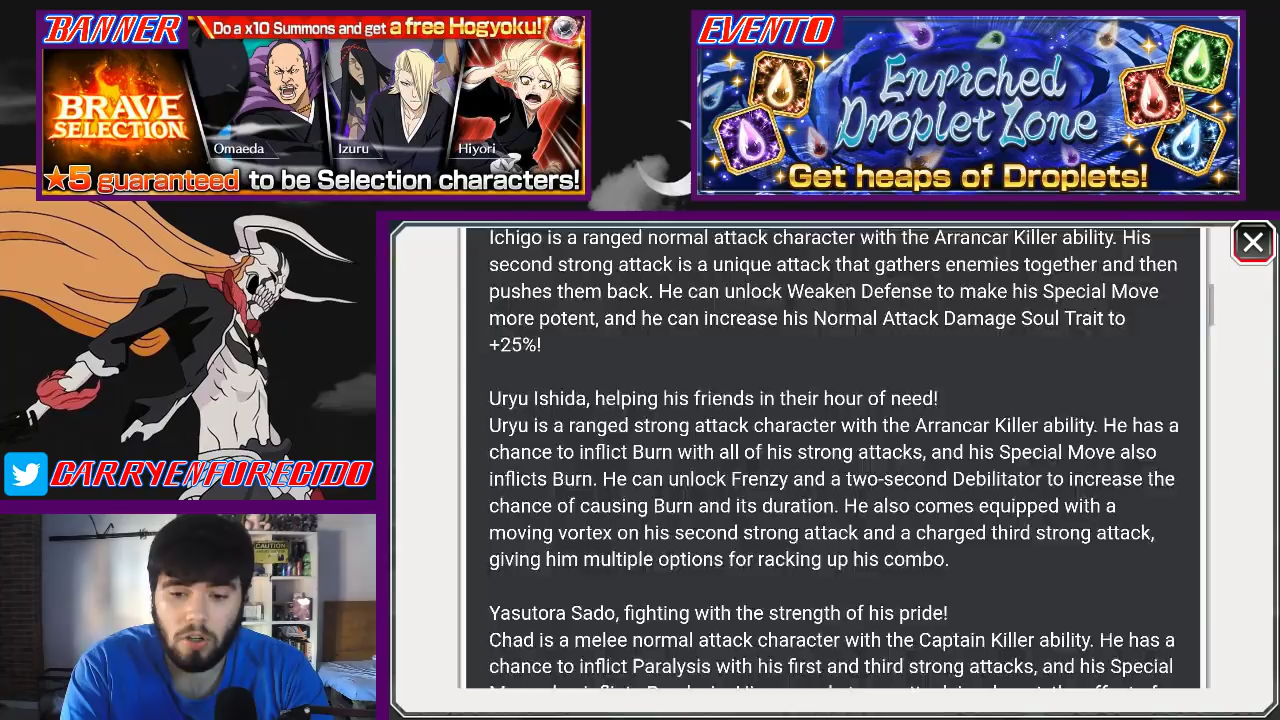 BANNER
Do a x10 Summons and get a free Hogyoku!
BRAVE
SELECTION
Omaeda
Izuru
Hiyori
★5 guaranteed to be Selection characters!
EVENTO
Enriched
Droplet Zone
Get heaps of Droplets!
Ichigo is a ranged normal attack character with the Arrancar Killer ability. His
second strong attack is a unique attack that gathers enemies together and then
pushes them back. He can unlock Weaken Defense to make his Special Move
more potent, and he can increase his Normal Attack Damage Soul Trait to
+25%!
Uryu Ishida, helping his friends in their hour of need!
Uryu is a ranged strong attack character with the Arrancar Killer ability. He has a
chance to inflict Burn with all of his strong attacks, and his Special Move also
inflicts Burn. He can unlock Frenzy and a two-second Debilitator to increase the
chance of causing Burn and its duration. He also comes equipped with a
moving vortex on his second strong attack and a charged third strong attack,
giving him multiple options for racking up his combo.
Yasutora Sado, fighting with the strength of his pride!
Chad is a melee normal attack character with the Captain Killer ability. He has a
chance to inflict Paralysis with his first and third strong attacks, and his Special
GARRYENFURECIDO
CAUTION